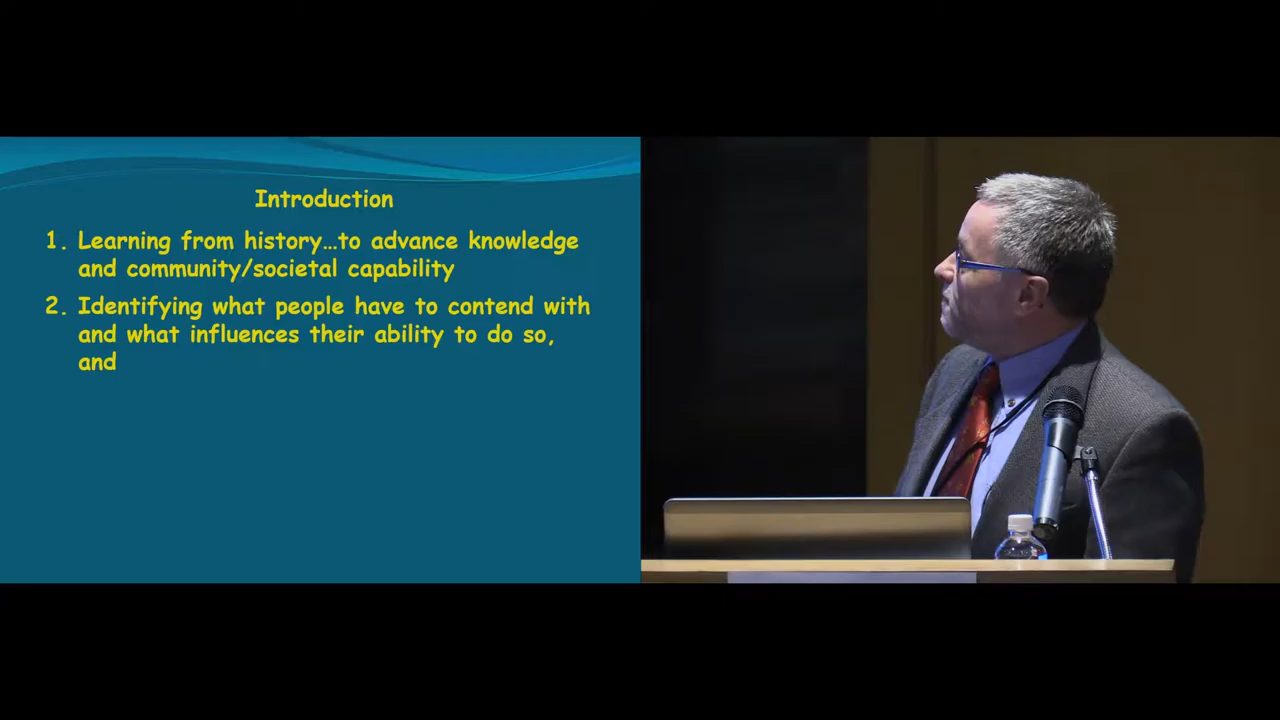 Introduction
1. Learning from history…to advance knowledge
and community/societal capability
2. Identifying what people have to contend with
and what influences their ability to do so,
and